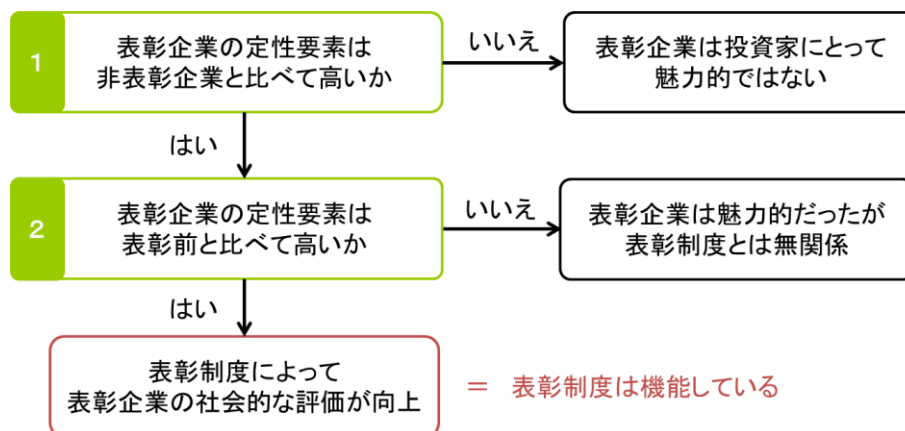 1
表彰企業の定性要素は
非表彰企業と比べて高いか
いいえ
表彰企業は投資家にとって
魅力的ではない
はい
2
表彰企業の定性要素は
表彰前と比べて高いか
いいえ
表彰企業は魅力的だったが
表彰制度とは無関係
はい
表彰制度によって
表彰企業の社会的な評価が向上
＝ 表彰制度は機能している